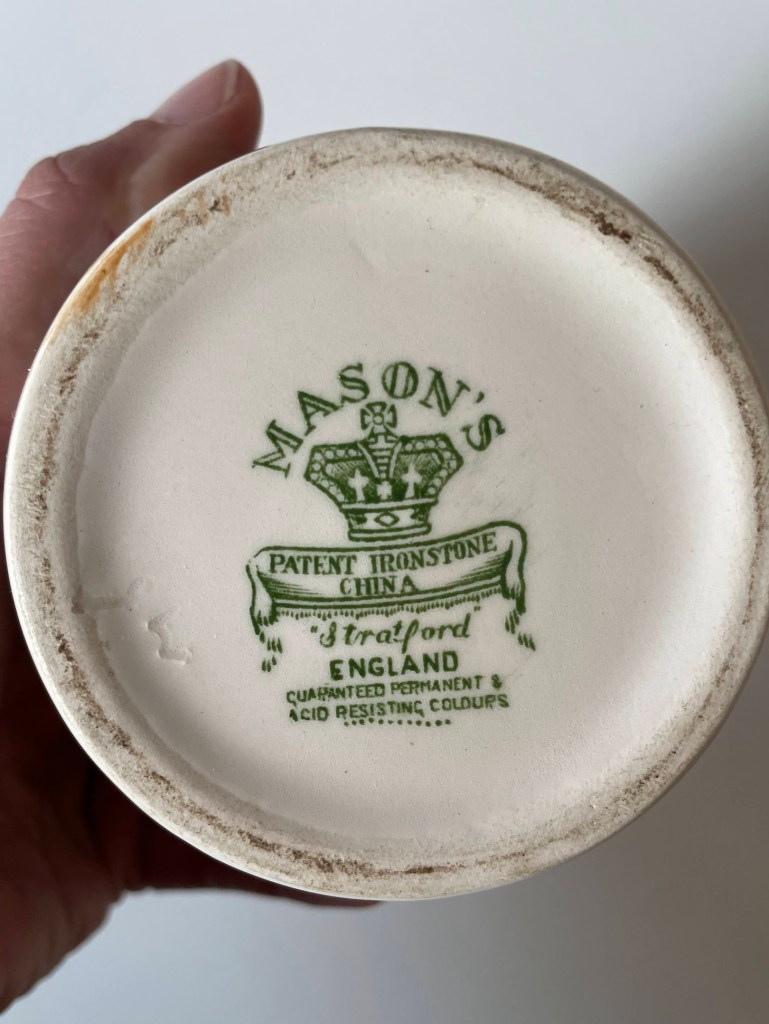 MASON'S
PATENT IRONSTONE
CHINA
"Stratford"
ENGLAND
GUARANTEED PERMANENT &
ACID RESISTING COLOURS